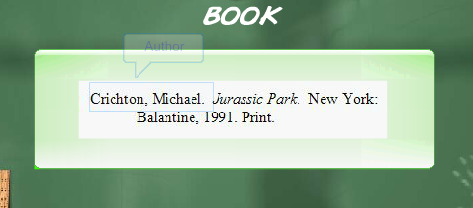 BOOK
Author
Crichton, Michael. Jurassic Park. New York:
Balantine, 1991. Print.